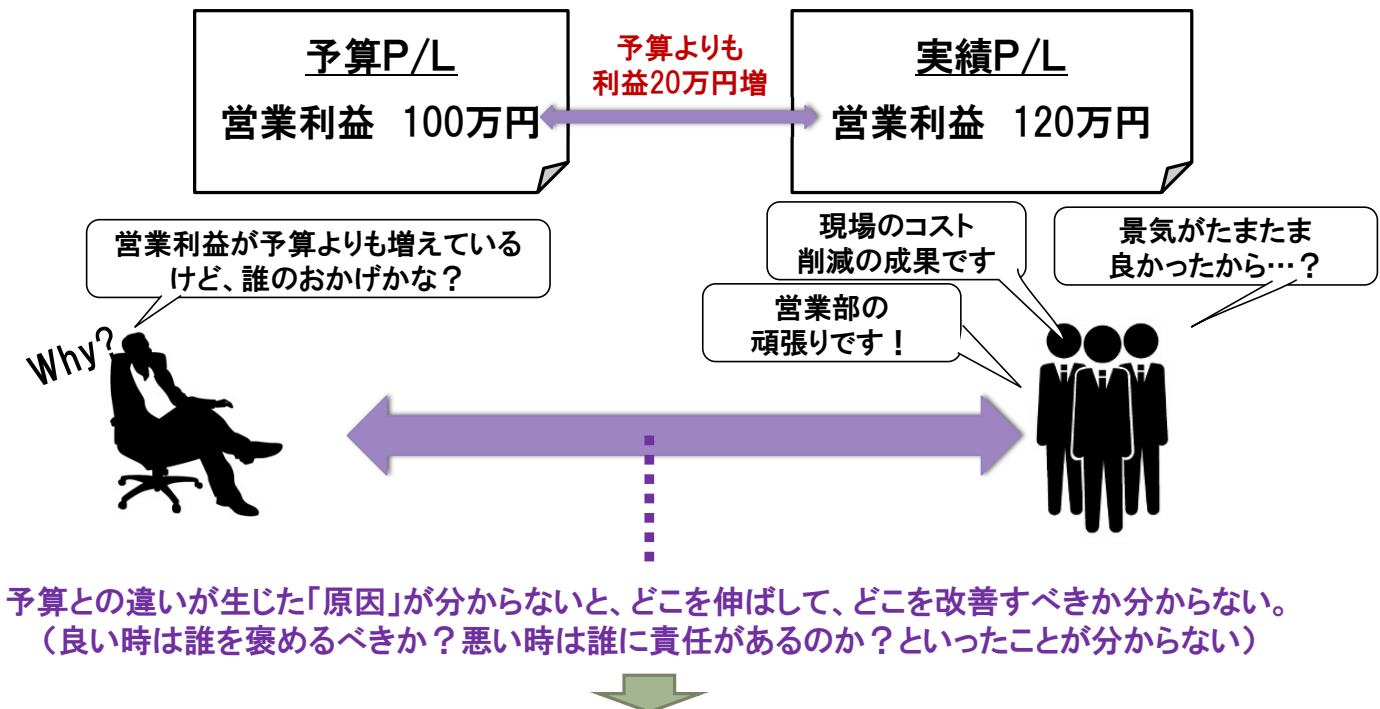 予算P/L
営業利益　100万円
予算よりも
利益20万円増
実績P/L
営業利益　120万円
営業利益が予算よりも増えている
けど、誰のおかげかな？
現場のコスト
削減の成果です
景気がたまたま
良かったから…？
営業部の
頑張りです！
Why?
予算との違いが生じた「原因」が分からないと、どこを伸ばして、どこを改善すべきか分からない。
（良い時は誰を褒めるべきか？悪い時は誰に責任があるのか？といったことが分からない）